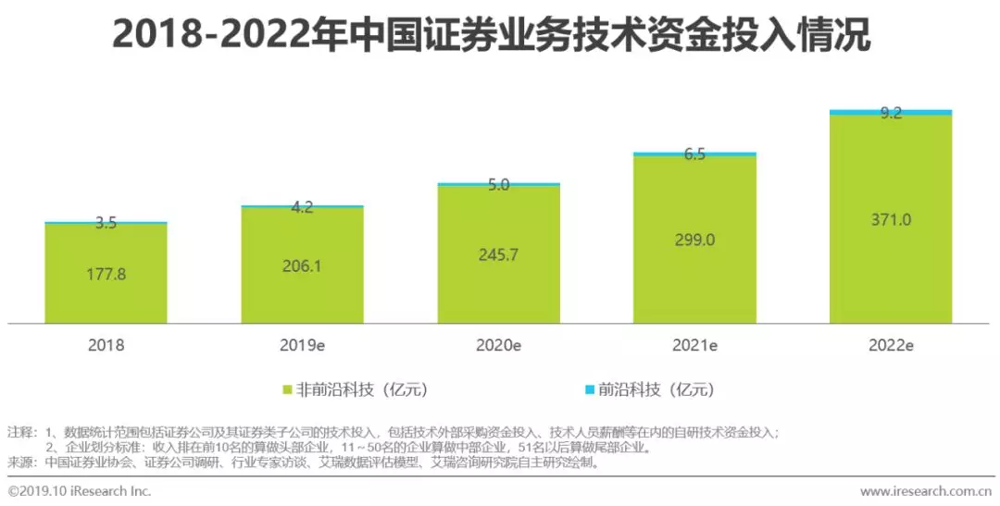 2018-2022年中国证券业务技术资金投入情况
3.5
4.2
5.0
6.5
9.2
177.8
206.1
245.7
299.0
371.0
2018
2019e
2020e
2021e
2022e
非前沿科技（亿元）
前沿科技（亿元）
注释：1、数据统计范围包括证券公司及其证券类子公司的技术投入，包括技术外部采购资金投入、技术人员薪酬等在内的自研技术资金投入；
2、企业划分标准：收入排在前10名的算做头部企业，11～50名的企业算做中部企业，51名以后算做尾部企业。
来源：中国证券业协会、证券公司调研、行业专家访谈、艾瑞数据评估模型、艾瑞咨询研究院自主研究绘制。
©2019.10 iResearch Inc.
www.iresearch.com.cn